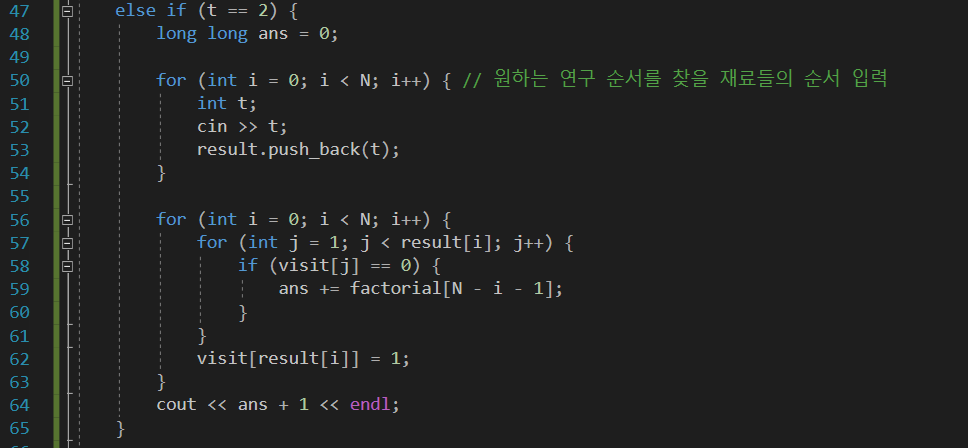 47 else if (t == 2) {
48 long long ans = 0;
49
50 for (int i = 0; i < N; i++) { // 원하는 연구 순서를 찾을 재료들의 순서 입력
51 int t;
52 cin >> t;
53 result.push_back(t);
54 }
55
56 for (int i = 0; i < N; i++) {
57 for (int j = 1; j < result[i]; j++) {
58 if (visit[j] == 0) {
59 ans += factorial[N - i - 1];
60 }
61 }
62 visit[result[i]] = 1;
63 }
64 cout << ans + 1 << endl;
65 }